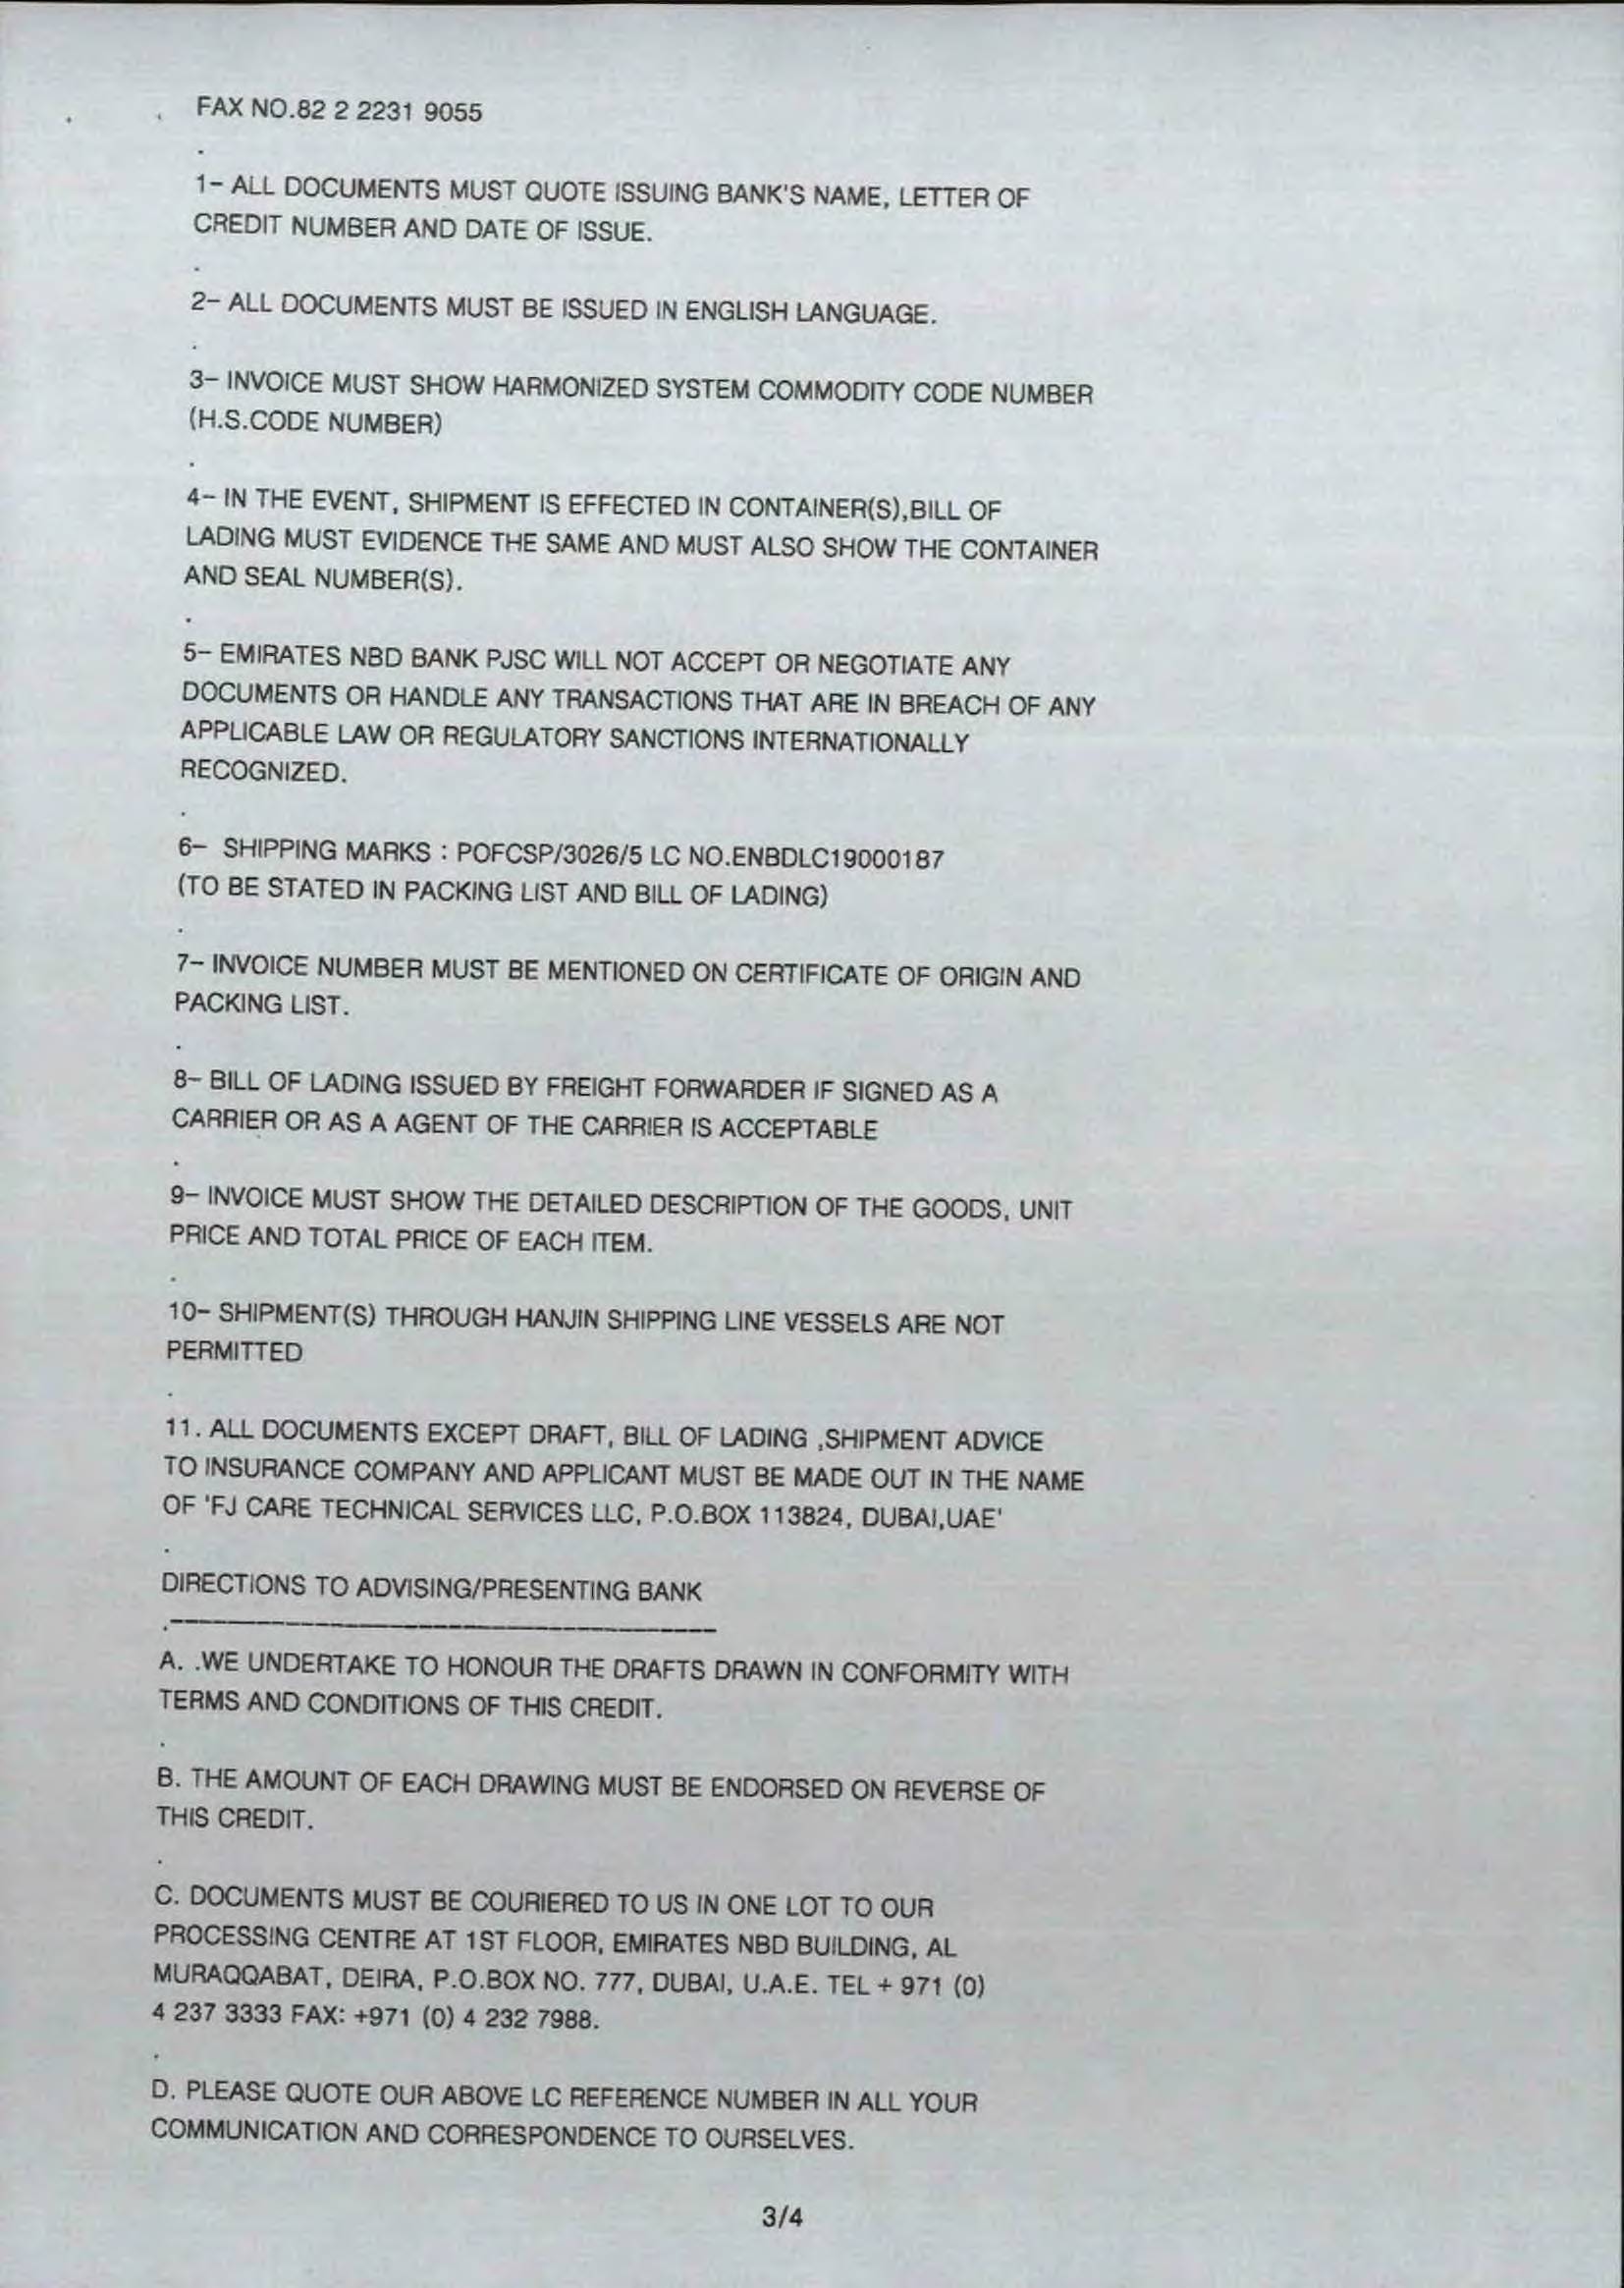 FAX NO.82 2 2231 9055
.
1- ALL DOCUMENTS MUST QUOTE ISSUING BANK'S NAME, LETTER OF
CREDIT NUMBER AND DATE OF ISSUE.
.
2- ALL DOCUMENTS MUST BE ISSUED IN ENGLISH LANGUAGE.
.
3- INVOICE MUST SHOW HARMONIZED SYSTEM COMMODITY CODE NUMBER
(H.S.CODE NUMBER)
.
4- IN THE EVENT, SHIPMENT IS EFFECTED IN CONTAINER(S),BILL OF
LADING MUST EVIDENCE THE SAME AND MUST ALSO SHOW THE CONTAINER
AND SEAL NUMBER(S).
.
5- EMIRATES NBD BANK PJSC WILL NOT ACCEPT OR NEGOTIATE ANY
DOCUMENTS OR HANDLE ANY TRANSACTIONS THAT ARE IN BREACH OF ANY
APPLICABLE LAW OR REGULATORY SANCTIONS INTERNATIONALLY
RECOGNIZED.
.
6- SHIPPING MARKS : POFCSP/3026/5 LC NO.ENBDLC19000187
(TO BE STATED IN PACKING LIST AND BILL OF LADING)
.
7- INVOICE NUMBER MUST BE MENTIONED ON CERTIFICATE OF ORIGIN AND
PACKING LIST.
.
8- BILL OF LADING ISSUED BY FREIGHT FORWARDER IF SIGNED AS A
CARRIER OR AS A AGENT OF THE CARRIER IS ACCEPTABLE
.
9- INVOICE MUST SHOW THE DETAILED DESCRIPTION OF THE GOODS, UNIT
PRICE AND TOTAL PRICE OF EACH ITEM.
.
10- SHIPMENT(S) THROUGH HANJIN SHIPPING LINE VESSELS ARE NOT
PERMITTED
.
11. ALL DOCUMENTS EXCEPT DRAFT, BILL OF LADING ,SHIPMENT ADVICE
TO INSURANCE COMPANY AND APPLICANT MUST BE MADE OUT IN THE NAME
OF 'FJ CARE TECHNICAL SERVICES LLC, P.O.BOX 113824, DUBAI,UAE'
.
DIRECTIONS TO ADVISING/PRESENTING BANK
.------------------------------------
A. .WE UNDERTAKE TO HONOUR THE DRAFTS DRAWN IN CONFORMITY WITH
TERMS AND CONDITIONS OF THIS CREDIT.
.
B. THE AMOUNT OF EACH DRAWING MUST BE ENDORSED ON REVERSE OF
THIS CREDIT.
.
C. DOCUMENTS MUST BE COURIERED TO US IN ONE LOT TO OUR
PROCESSING CENTRE AT 1ST FLOOR, EMIRATES NBD BUILDING, AL
MURAQQABAT, DEIRA, P.O.BOX NO. 777, DUBAI, U.A.E. TEL + 971 (0)
4 237 3333 FAX: +971 (0) 4 232 7988.
.
D. PLEASE QUOTE OUR ABOVE LC REFERENCE NUMBER IN ALL YOUR
COMMUNICATION AND CORRESPONDENCE TO OURSELVES.
3/4